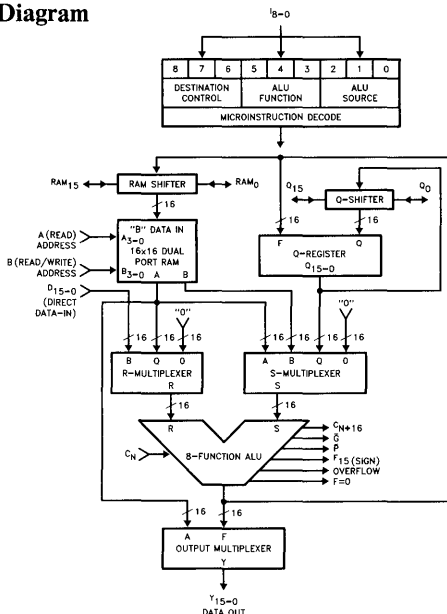 Diagram
I8-0
8 7 6 5 4 3 2 1 0
DESTINATION CONTROL
ALU FUNCTION
ALU SOURCE
MICROINSTRUCTION DECODE
RAM15
RAM SHIFTER
RAM0
Q15
Q-SHIFTER
Q0
16
16
16
"B" DATA IN
A3-0
16x16 DUAL
PORT RAM
B3-0 A B
A (READ)
ADDRESS
B (READ/WRITE)
ADDRESS
F Q
Q-REGISTER
Q15-0
D15-0
(DIRECT
DATA-IN)
"0"
"0"
16 16 16
16 16 16 16
B Q 0
R-MULTIPLEXER
R
A B Q 0
S-MULTIPLEXER
S
16
16
R S
8-FUNCTION ALU
CN
CN+16
G̅
P̅
F15 (SIGN)
OVERFLOW
F=0
16 16
A F
OUTPUT MULTIPLEXER
Y
Y15-0
DATA OUT